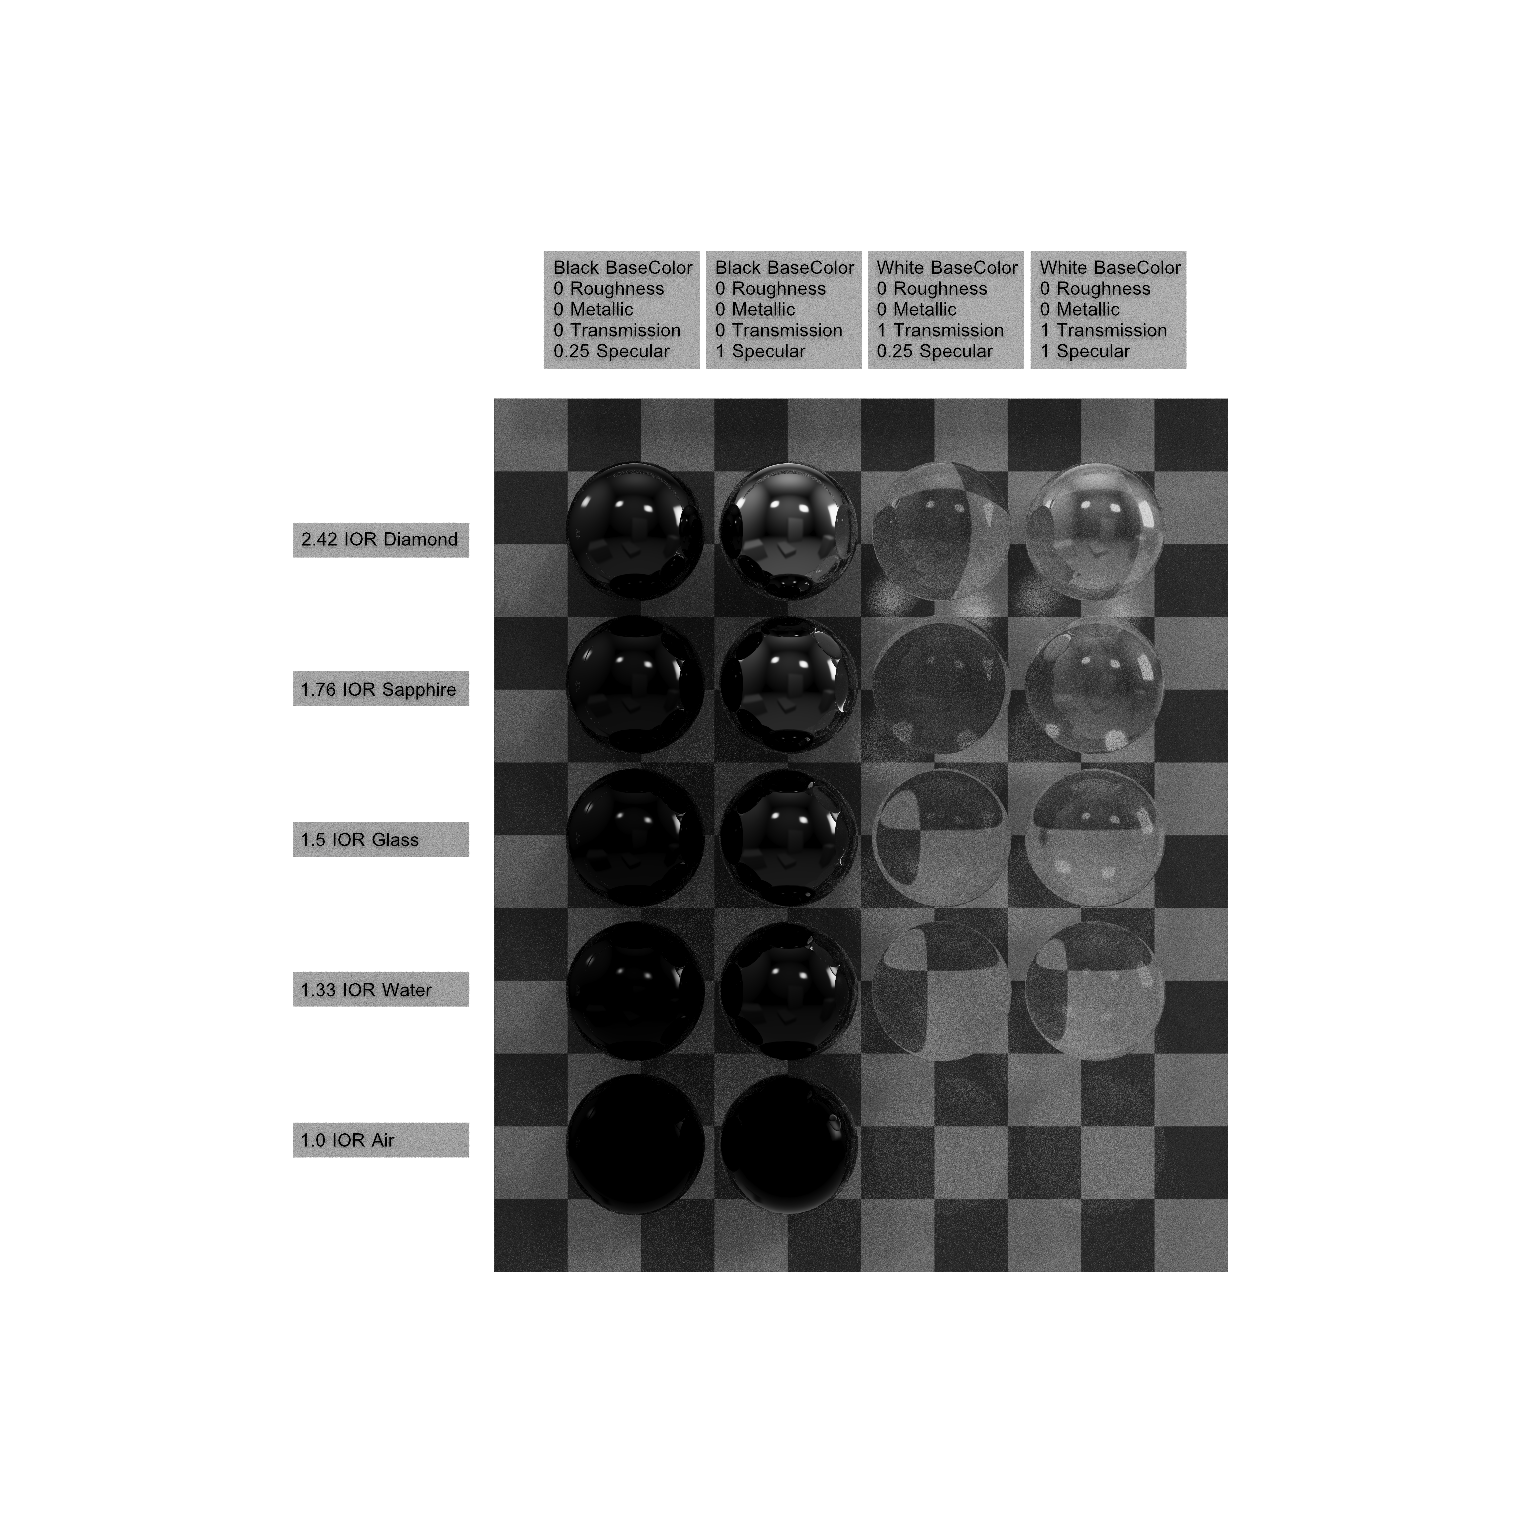 Black BaseColor
0 Roughness
0 Metallic
0 Transmission
0.25 Specular
Black BaseColor
0 Roughness
0 Metallic
0 Transmission
1 Specular
White BaseColor
0 Roughness
0 Metallic
1 Transmission
0.25 Specular
White BaseColor
0 Roughness
0 Metallic
1 Transmission
1 Specular
2.42 IOR Diamond
1.76 IOR Sapphire
1.5 IOR Glass
1.33 IOR Water
1.0 IOR Air